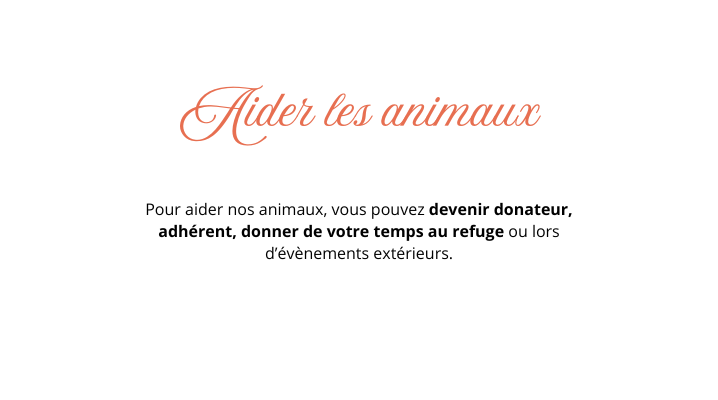 Aider les animaux
Pour aider nos animaux, vous pouvez devenir donateur,
adhérent, donner de votre temps au refuge ou lors
d’évènements extérieurs.